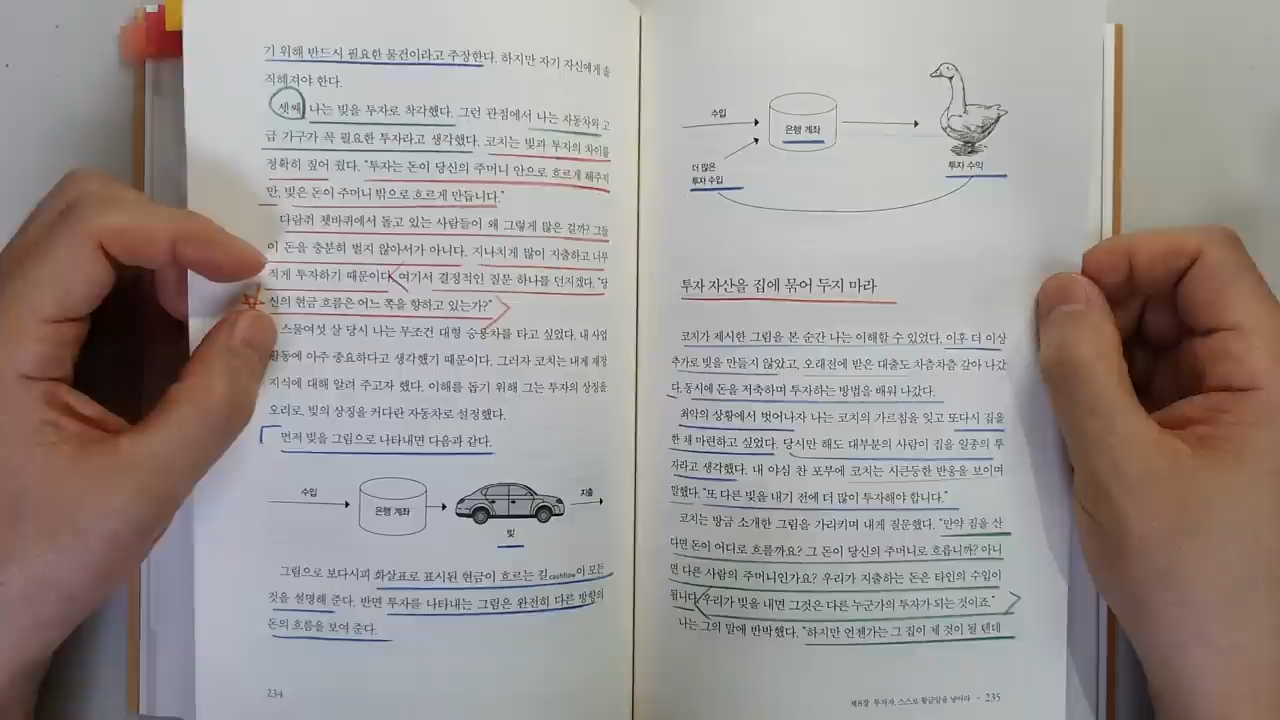 기 위해 반드시 필요한 물건이라고 주장한다. 하지만 자기 자신에게 솔
직해져야 한다.
셋째, 나는 빚을 투자로 착각했다. 그런 관점에서 나는 자동차와 고
급 가구가 꼭 필요한 투자라고 생각했다. 코치는 빚과 투자의 차이를
정확히 짚어 줬다. "투자는 돈이 당신의 주머니 안으로 흐르게 해주지
만, 빚은 돈이 주머니 밖으로 흐르게 만듭니다."
다람쥐 쳇바퀴에서 돌고 있는 사람들이 왜 그렇게 많은 걸까? 그들
이 돈을 충분히 벌지 않아서가 아니다. 지나치게 많이 지출하고 너무
적게 투자하기 때문이다. 여기서 결정적인 질문 하나를 던지겠다. "당
신의 현금 흐름은 어느 쪽을 향하고 있는가?"
스물여섯 살 당시 나는 무조건 대형 승용차를 타고 싶었다. 내 사업
활동에 아주 중요하다고 생각했기 때문이다. 그러자 코치는 내게 재정
지식에 대해 알려 주고자 했다. 이해를 돕기 위해 그는 투자의 상징을
오리로, 빚의 상징을 커다란 자동차로 설정했다.
먼저 빚을 그림으로 나타내면 다음과 같다.
수입
은행 계좌
지출
빚
그림으로 보다시피 화살표로 표시된 현금이 흐르는 길cashflow이 모든
것을 설명해 준다. 반면 투자를 나타내는 그림은 완전히 다른 방향의
돈의 흐름을 보여 준다.
234
수입
은행 계좌
더 많은
투자 수입
투자 수익
투자 자산을 집에 묶어 두지 마라
코치가 제시한 그림을 본 순간 나는 이해할 수 있었다. 이후 더 이상
추가로 빚을 만들지 않았고, 오래전에 받은 대출도 차츰차츰 갚아 나갔
다. 동시에 돈을 저축하며 투자하는 방법을 배워 나갔다.
최악의 상황에서 벗어나자 나는 코치의 가르침을 잊고 또다시 집을
한 채 마련하고 싶었다. 당시만 해도 대부분의 사람이 집을 일종의 투
자라고 생각했다. 내 야심 찬 포부에 코치는 시큰둥한 반응을 보이며
말했다. "또 다른 빚을 내기 전에 더 많이 투자해야 합니다."
코치는 방금 소개한 그림을 가리키며 내게 질문했다. "만약 집을 산
다면 돈이 어디로 흐를까요? 그 돈이 당신의 주머니로 흐릅니까? 아니
면 다른 사람의 주머니인가요? 우리가 지출하는 돈은 타인의 수입이
됩니다. 우리가 빚을 내면 그것은 다른 누군가의 투자가 되는 것이죠."
나는 그의 말에 반박했다. "하지만 언젠가는 그 집이 제 것이 될 텐데
제8장 투자자, 스스로 황금알을 낳아라 · 235